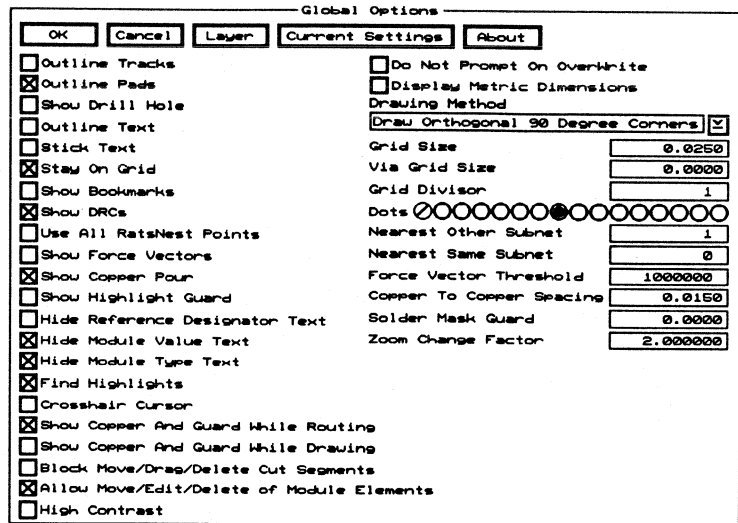 Global Options
OK Cancel Layer Current Settings About
Outline Tracks
Outline Pads
Show Drill Hole
Outline Text
Stick Text
Stay On Grid
Show Bookmarks
Show DRCs
Use All RatsNest Points
Show Force Vectors
Show Copper Pour
Show Highlight Guard
Hide Reference Designator Text
Hide Module Value Text
Hide Module Type Text
Find Highlights
Crosshair Cursor
Show Copper And Guard While Routing
Show Copper And Guard While Drawing
Block Move/Drag/Delete Cut Segments
Allow Move/Edit/Delete of Module Elements
High Contrast
Do Not Prompt On OverWrite
Display Metric Dimensions
Drawing Method
Draw Orthogonal 90 Degree Corners
Grid Size 0.0250
Via Grid Size 0.0000
Grid Divisor 1
Dots
Nearest Other Subnet 1
Nearest Same Subnet 0
Force Vector Threshold 1000000
Copper To Copper Spacing 0.0150
Solder Mask Guard 0.0000
Zoom Change Factor 2.000000